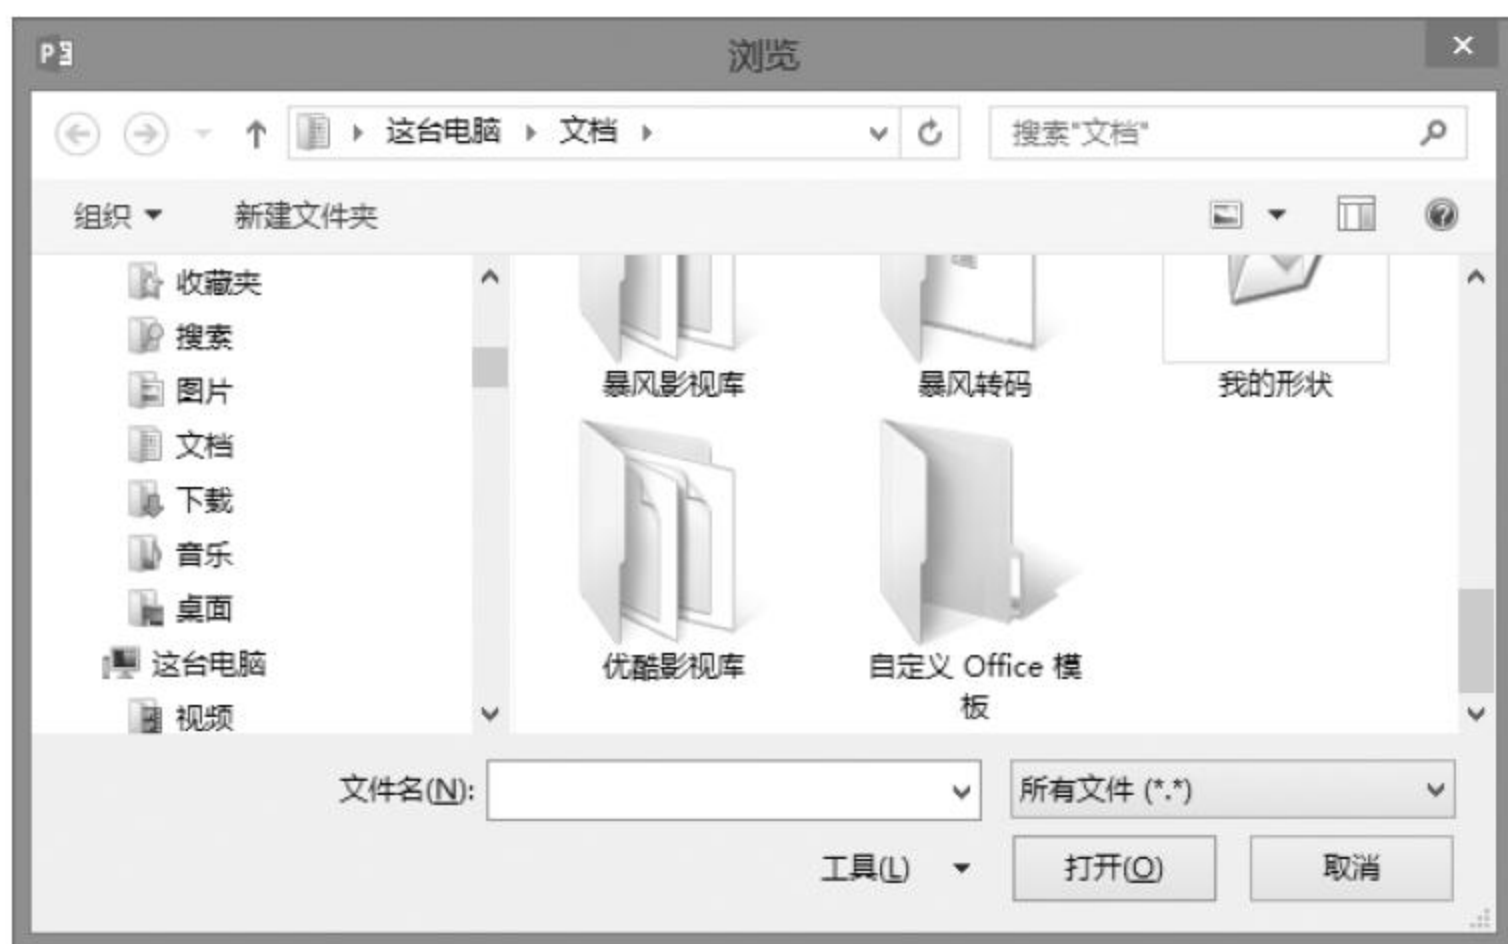 P
浏览
这台电脑 文档
搜索"文档"
组织 新建文件夹
收藏夹
搜索
图片
文档
下载
音乐
桌面
这台电脑
视频
暴风影视库
暴风转码
我的形状
优酷影视库
自定义 Office 模
板
文件名(N):
所有文件 (*.*)
工具(L)
打开(O)
取消